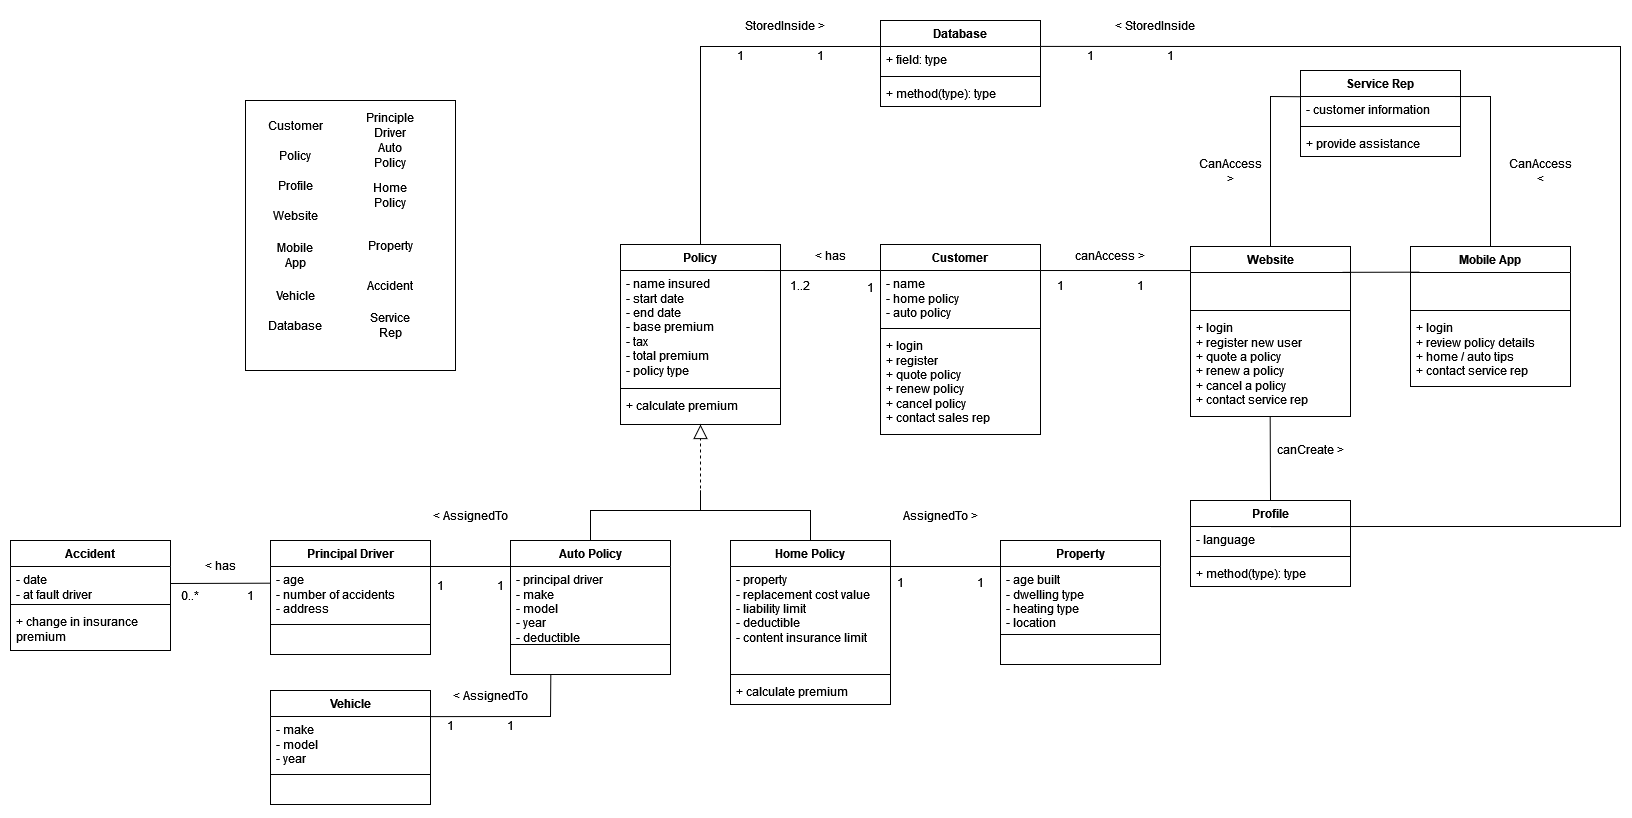 StoredInside >
< StoredInside
Database
1
1
1
1
+ field: type
+ method(type): type
Service Rep
- customer information
+ provide assistance
CanAccess
>
CanAccess
<
Customer
Policy
Profile
Website
Mobile
App
Vehicle
Database
Principle
Driver
Auto
Policy
Home
Policy
Property
Accident
Service
Rep
Policy
- name insured
- start date
- end date
- base premium
- tax
- total premium
- policy type
+ calculate premium
< has
1..2
1
Customer
- name
- home policy
- auto policy
+ login
+ register
+ quote policy
+ renew policy
+ cancel policy
+ contact sales rep
canAccess >
1
1
Website
+ login
+ register new user
+ quote a policy
+ renew a policy
+ cancel a policy
+ contact service rep
Mobile App
+ login
+ review policy details
+ home / auto tips
+ contact service rep
canCreate >
Profile
- language
+ method(type): type
Accident
- date
- at fault driver
+ change in insurance
premium
< has
0..*
1
Principal Driver
- age
- number of accidents
- address
< AssignedTo
1
1
Auto Policy
- principal driver
- make
- model
- year
- deductible
Home Policy
- property
- replacement cost value
- liability limit
- deductible
- content insurance limit
+ calculate premium
AssignedTo >
1
1
Property
- age built
- dwelling type
- heating type
- location
Vehicle
- make
- model
- year
< AssignedTo
1
1